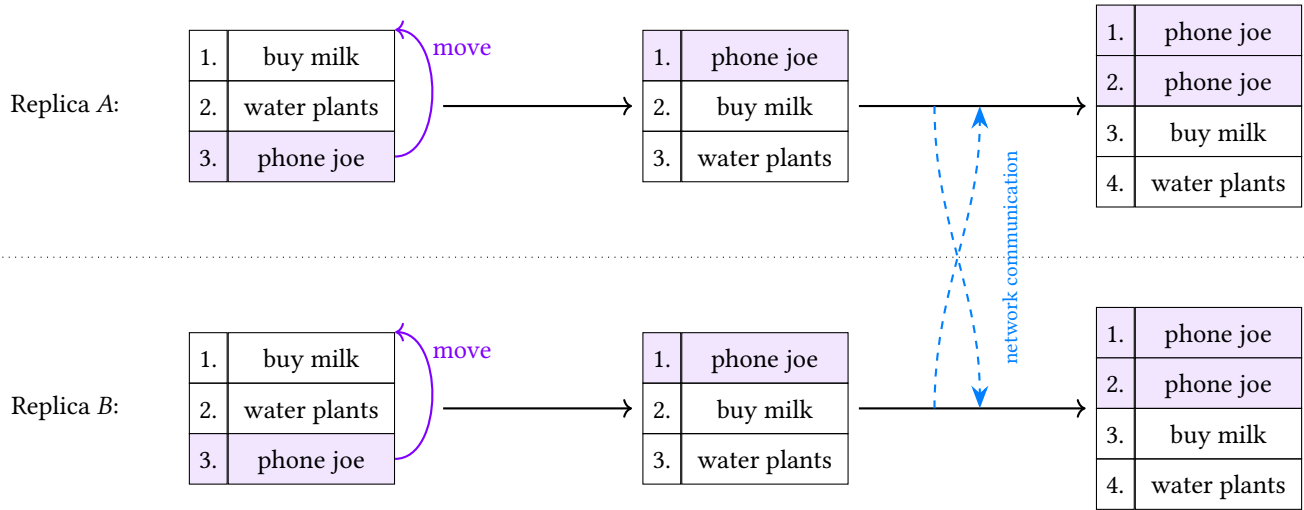 Replica A:
1. buy milk
2. water plants
3. phone joe
move
1. phone joe
2. buy milk
3. water plants
1. phone joe
2. phone joe
3. buy milk
4. water plants
network communication
Replica B:
1. buy milk
2. water plants
3. phone joe
move
1. phone joe
2. buy milk
3. water plants
1. phone joe
2. phone joe
3. buy milk
4. water plants